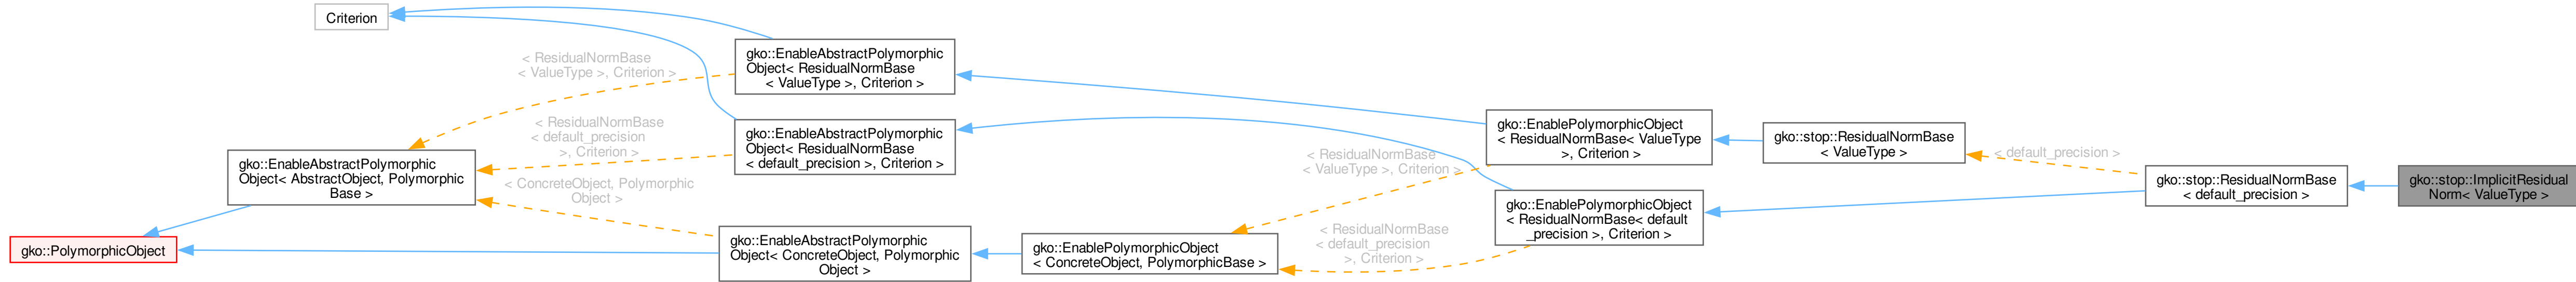 Criterion
gko::EnableAbstractPolymorphic
Object< ResidualNormBase
< ValueType >, Criterion >
< ResidualNormBase
< ValueType >, Criterion >
gko::EnableAbstractPolymorphic
Object< ResidualNormBase
< default_precision >, Criterion >
< ResidualNormBase
< default_precision
>, Criterion >
gko::EnableAbstractPolymorphic
Object< AbstractObject, Polymorphic
Base >
< ConcreteObject, Polymorphic
Object >
gko::PolymorphicObject
gko::EnableAbstractPolymorphic
Object< ConcreteObject, Polymorphic
Object >
gko::EnablePolymorphicObject
< ConcreteObject, PolymorphicBase >
< ResidualNormBase
< ValueType >, Criterion >
< ResidualNormBase
< default_precision
>, Criterion >
gko::EnablePolymorphicObject
< ResidualNormBase< ValueType
>, Criterion >
gko::EnablePolymorphicObject
< ResidualNormBase< default
_precision >, Criterion >
gko::stop::ResidualNormBase
< ValueType >
< default_precision >
gko::stop::ResidualNormBase
< default_precision >
gko::stop::ImplicitResidual
Norm< ValueType >